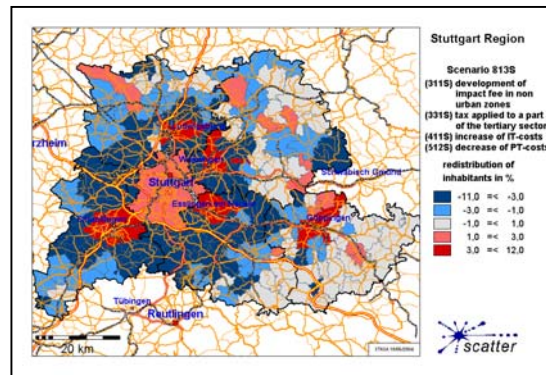 Stuttgart Region
Scenario 813S
(311S) development of
impact fee in non
urban zones
(331S) tax applied to a part
of the tertiary sector
(411S) increase of IT-costs
(512S) decrease of PT-costs
redistribution of
inhabitants in %
-11,0 =< -3,0
-3,0 =< -1,0
-1,0 =< 1,0
1,0 =< 3,0
3,0 =< 12,0
rzheim
Stuttgart
Schwäbisch Gmünd
Göppingen
Tübingen
Reutlingen
20 km
scatter